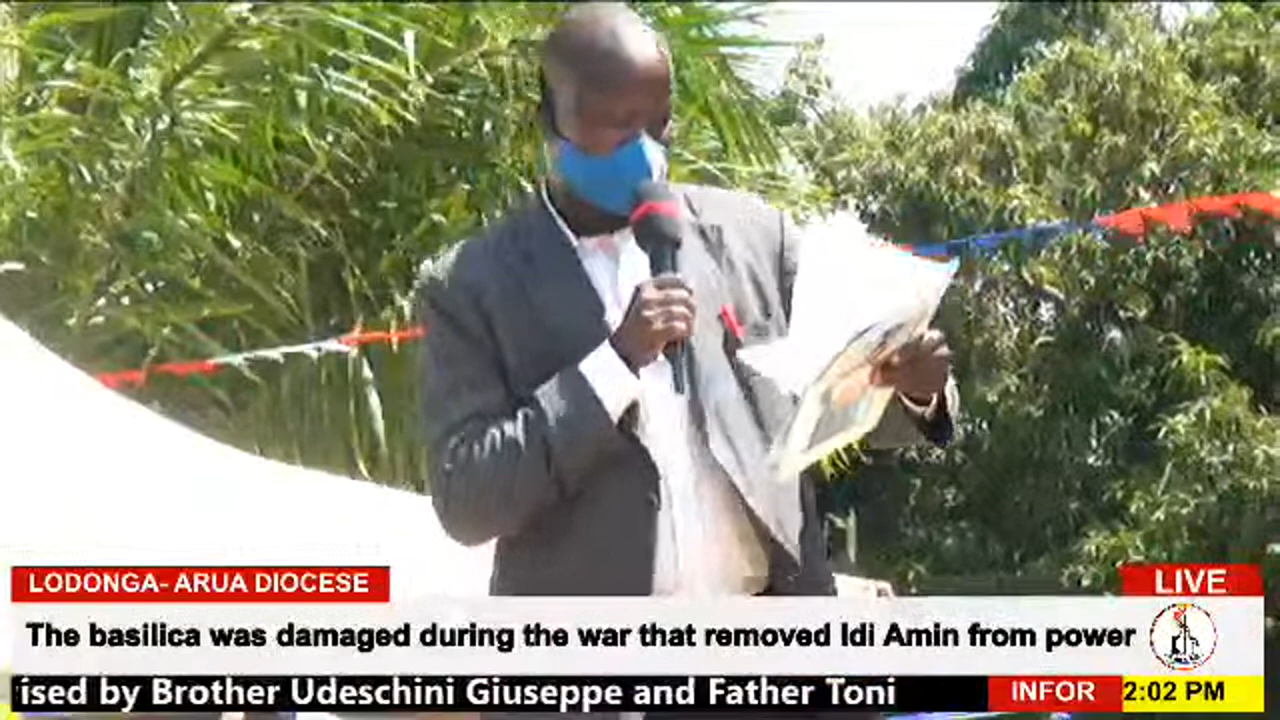 LODONGA- ARUA DIOCESE
LIVE
The basilica was damaged during the war that removed Idi Amin from power
ised by Brother Udeschini Giuseppe and Father Toni
INFOR
2:02 PM